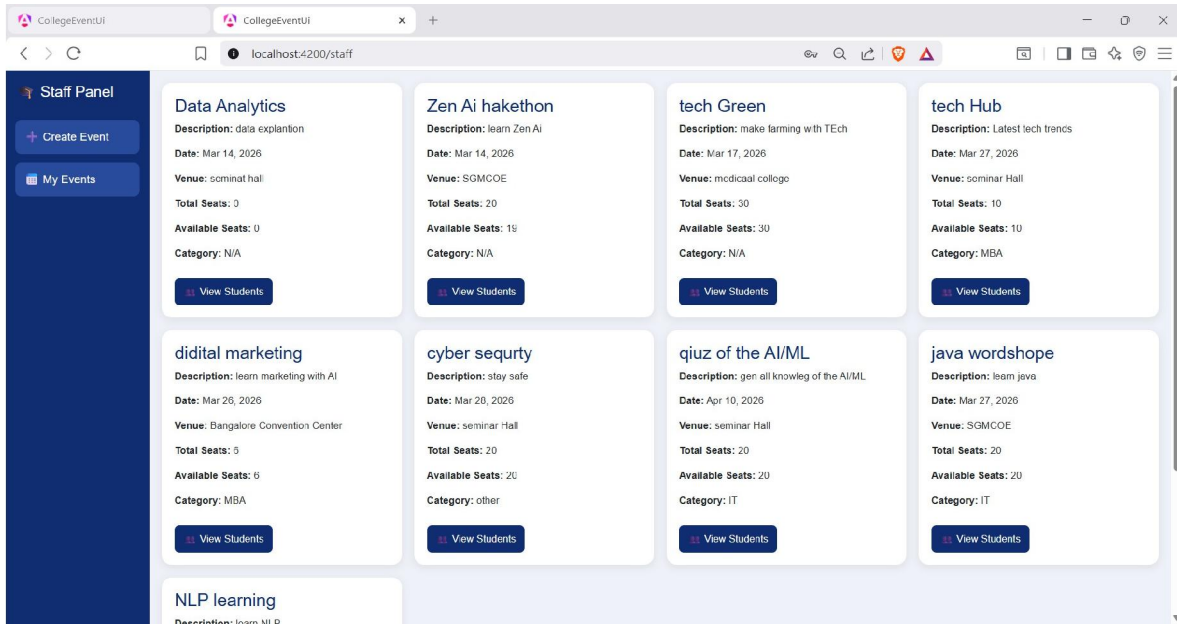 CollegeEventUi
CollegeEventUi
localhost:4200/staff
Staff Panel
Create Event
My Events
Data Analytics
Description: data explantion
Date: Mar 14, 2026
Venue: seminat hall
Total Seats: 0
Available Seats: 0
Category: N/A
View Students
Zen Ai hakethon
Description: learn Zen Ai
Date: Mar 14, 2026
Venue: SGMCOE
Total Seats: 20
Available Seats: 19
Category: N/A
View Students
tech Green
Description: make farming with TEch
Date: Mar 17, 2026
Venue: medicaal college
Total Seats: 30
Available Seats: 30
Category: N/A
View Students
tech Hub
Description: Latest tech trends
Date: Mar 27, 2026
Venue: seminar Hall
Total Seats: 10
Available Seats: 10
Category: MBA
View Students
didital marketing
Description: learn marketing with AI
Date: Mar 26, 2026
Venue: Bangalore Convention Center
Total Seats:
Available Seats: 6
Category: MBA
View Students
cyber sequrty
Description: stay safe
Date: Mar 28, 2026
Venue: seminar Hall
Total Seats: 20
Available Seats: 20
Category: other
View Students
qiuz of the AI/ML
Description: gen all knowleg of the AI/ML
Date: Apr 10, 2026
Venue: seminar Hall
Total Seats: 20
Available Seats: 20
Category: IT
View Students
java wordshope
Description: learn java
Date: Mar 27, 2026
Venue: SGMCOE
Total Seats: 20
Available Seats: 20
Category: IT
View Students
NLP learning
Description: learn NLP